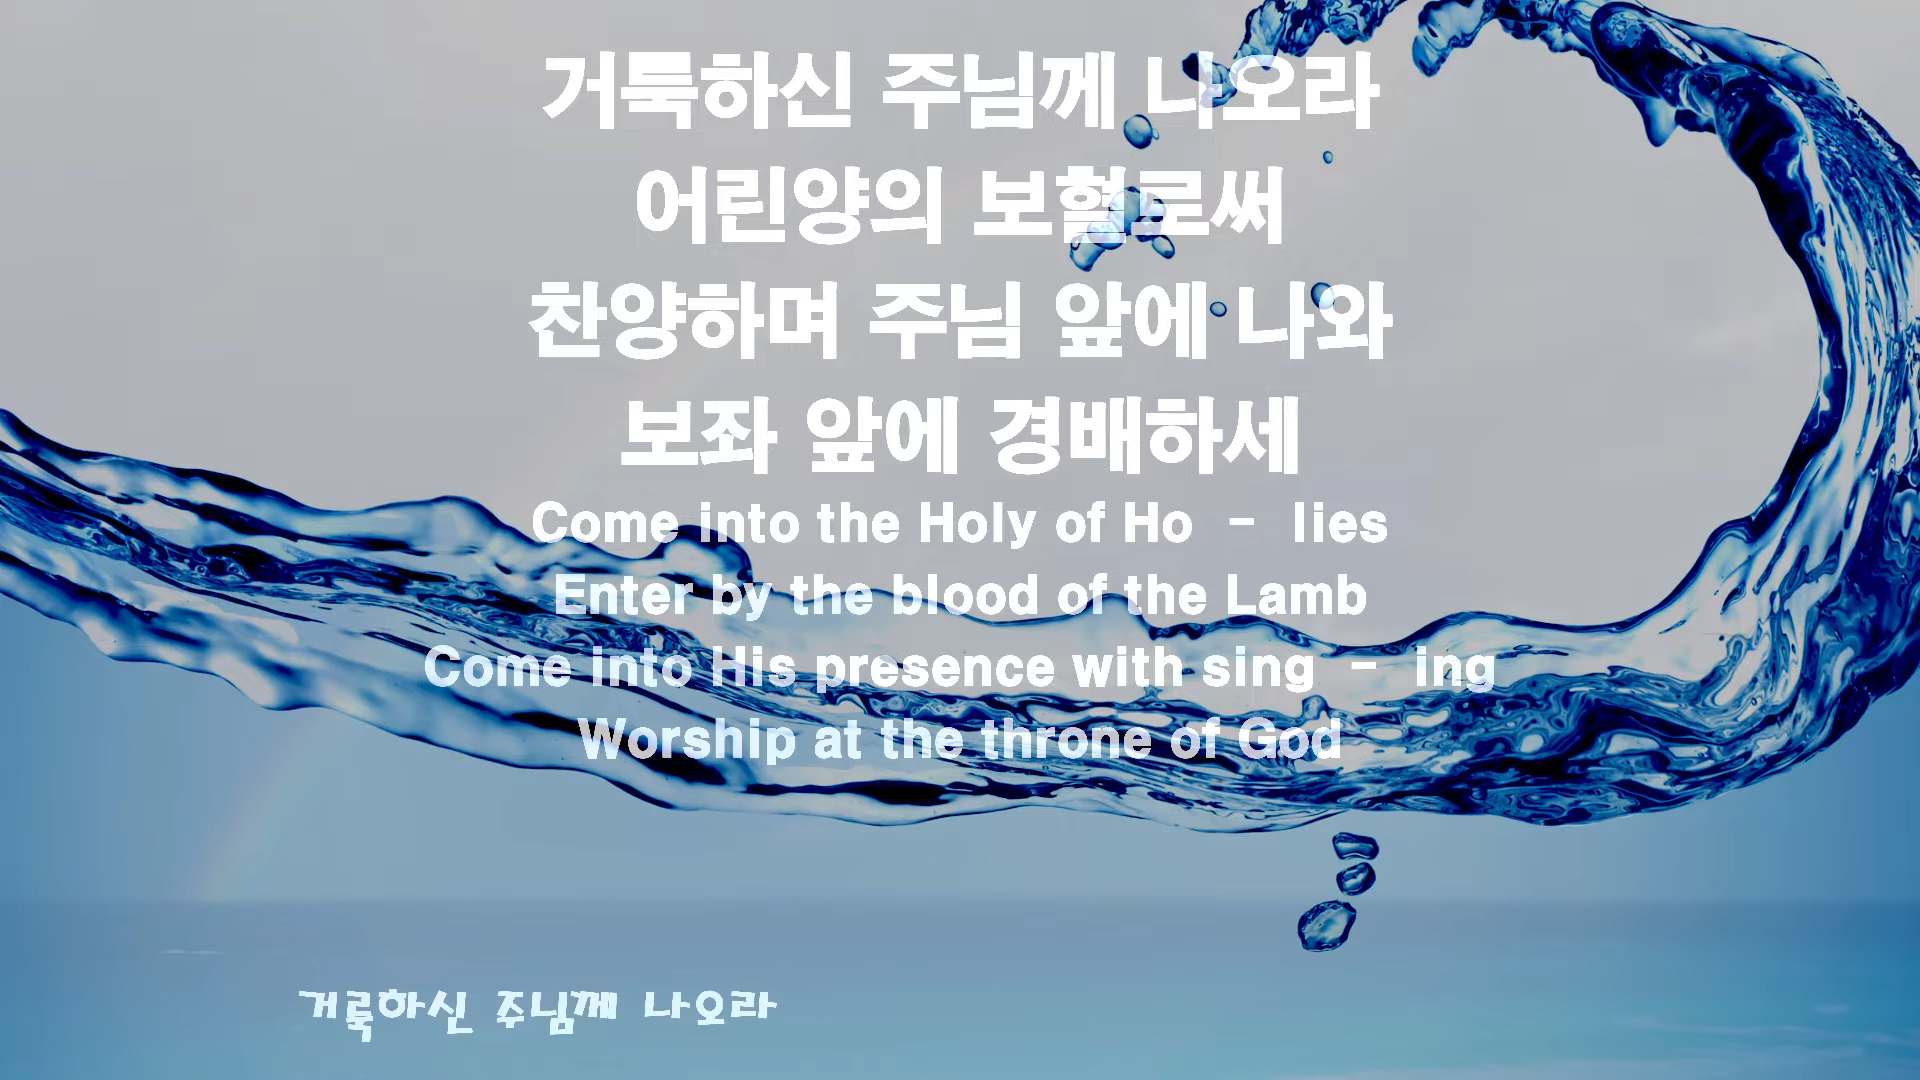 거룩하신 주님께 나오라
어린양의 보혈로써
찬양하며 주님 앞에 나와
보좌 앞에 경배하세
Come into the Holy of Ho - lies
Enter by the blood of the Lamb
Come into His presence with sing - ing
Worship at the throne of God
거룩하신 주님께 나오라